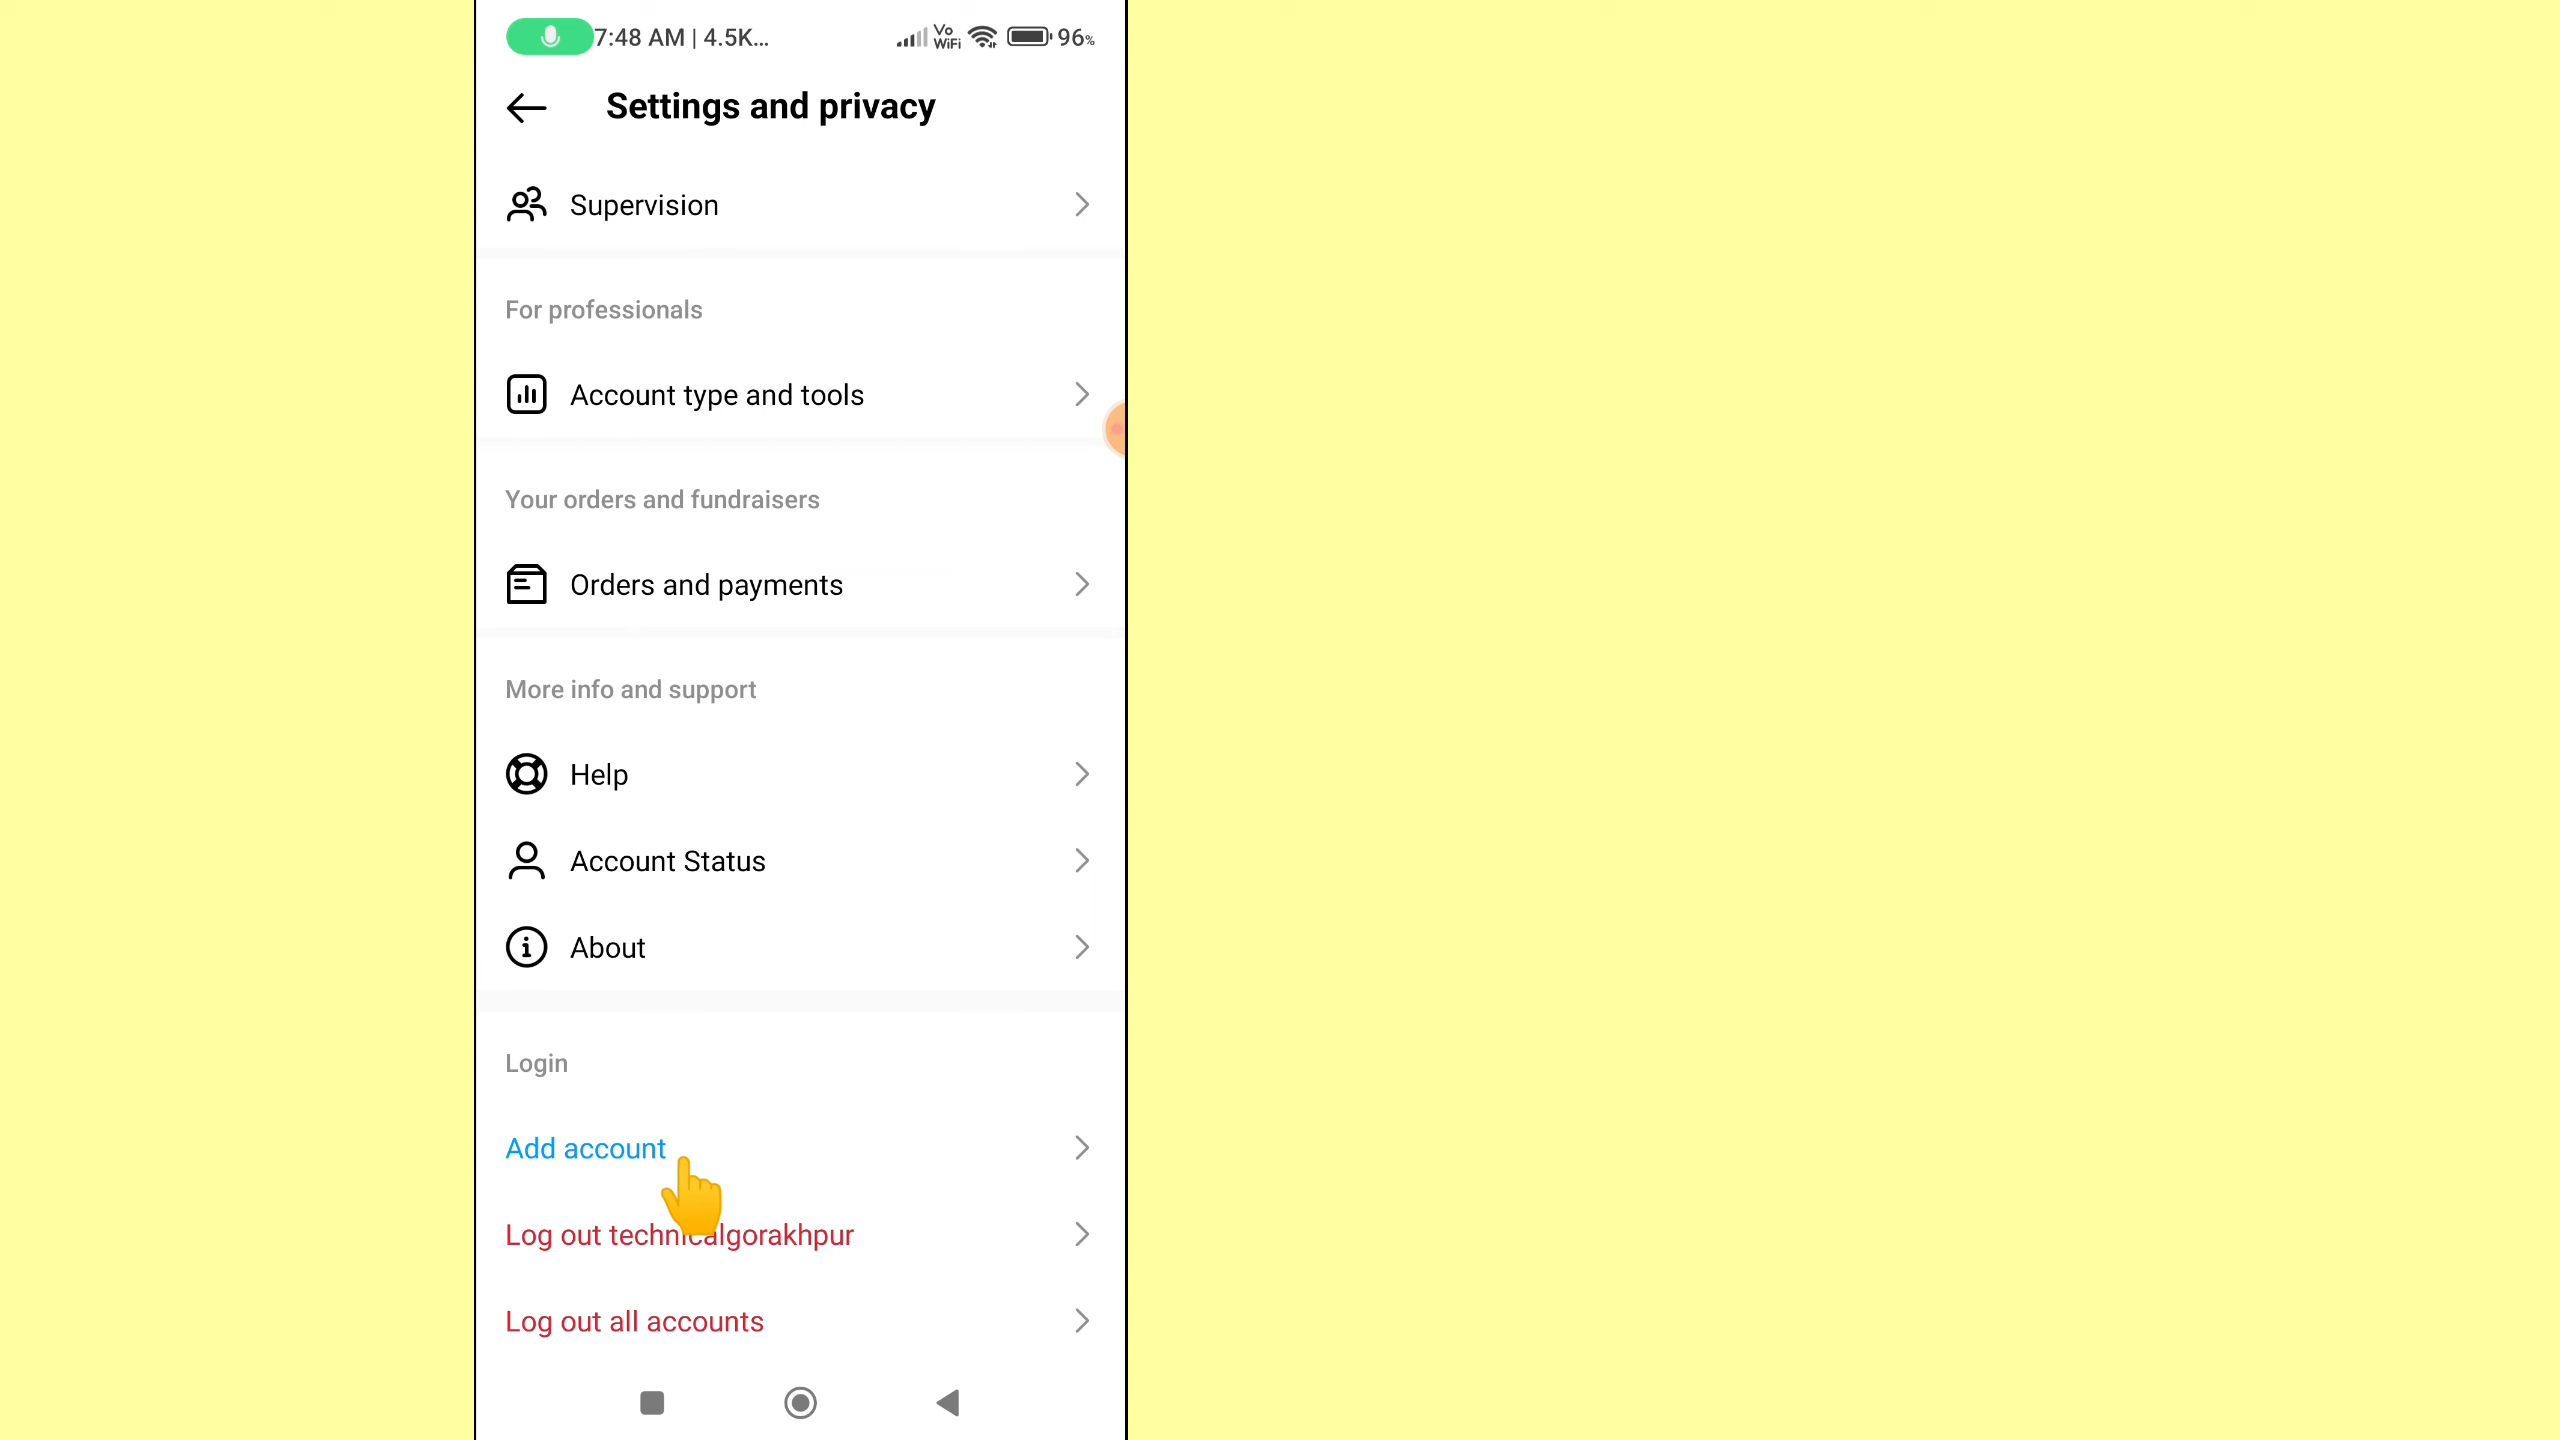 7:48 AM | 4.5K... Vo WiFi 96%
Settings and privacy
Supervision
For professionals
Account type and tools
Your orders and fundraisers
Orders and payments
More info and support
Help
Account Status
About
Login
Add account
Log out technicalgorakhpur
Log out all accounts